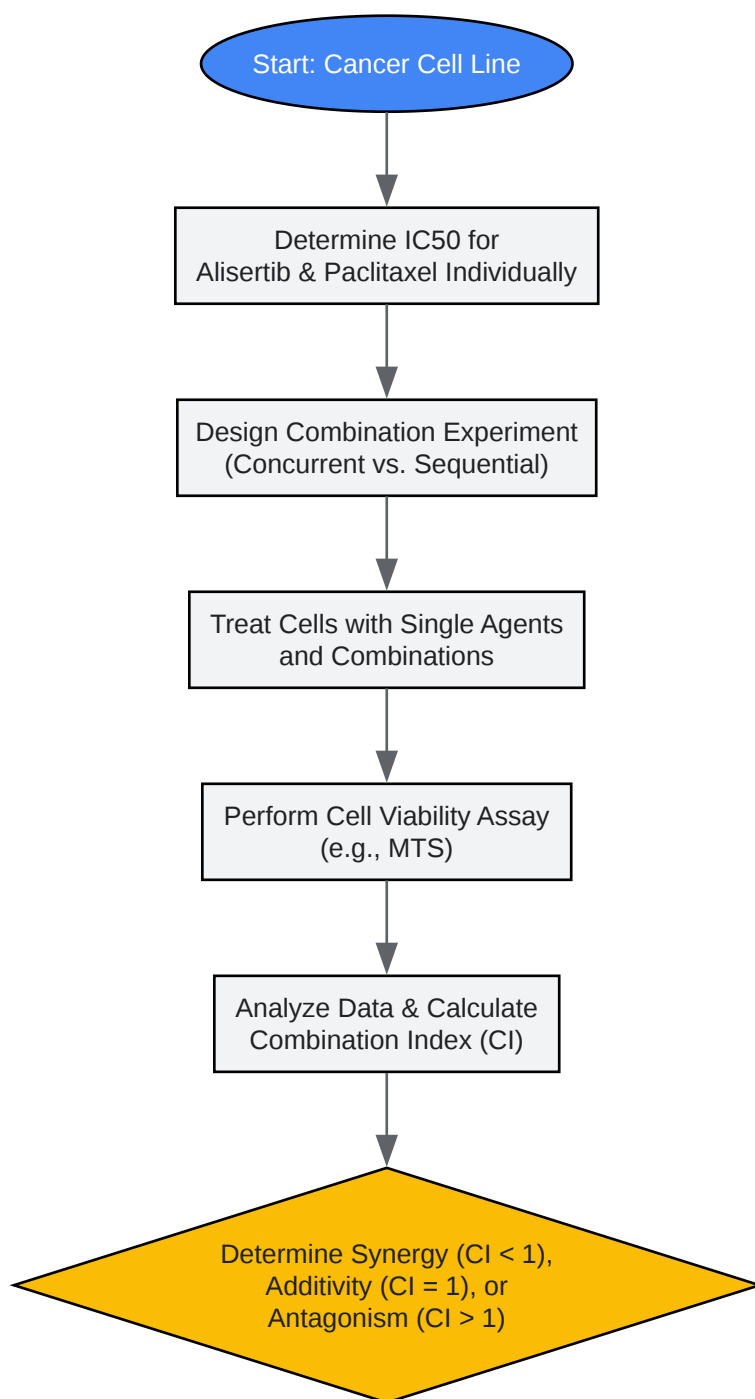 Start: Cancer Cell Line
Determine IC50 for
Alisertib & Paclitaxel Individually
Design Combination Experiment
(Concurrent vs. Sequential)
Treat Cells with Single Agents
and Combinations
Perform Cell Viability Assay
(e.g., MTS)
Analyze Data & Calculate
Combination Index (CI)
Determine Synergy (CI < 1),
Additivity (CI = 1), or
Antagonism (CI > 1)